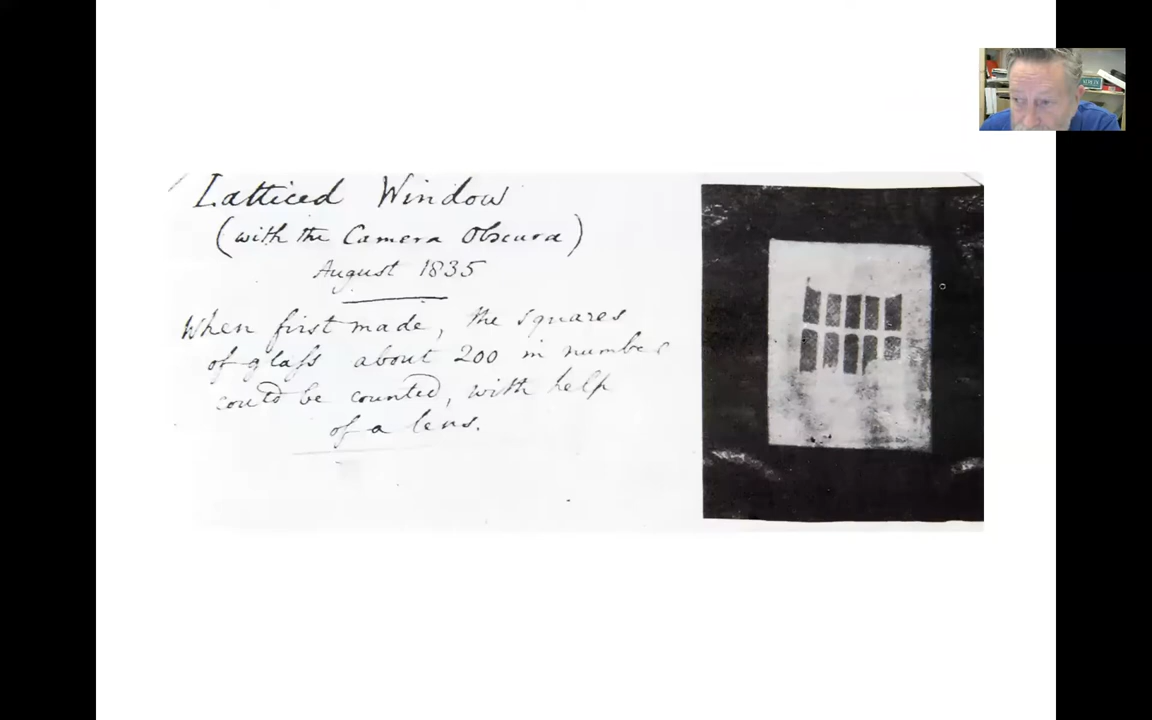 Latticed Window
(with the Camera Obscura)
August 1835
When first made, the squares
of glafs about 200 in number
could be counted, with help
of a lens.